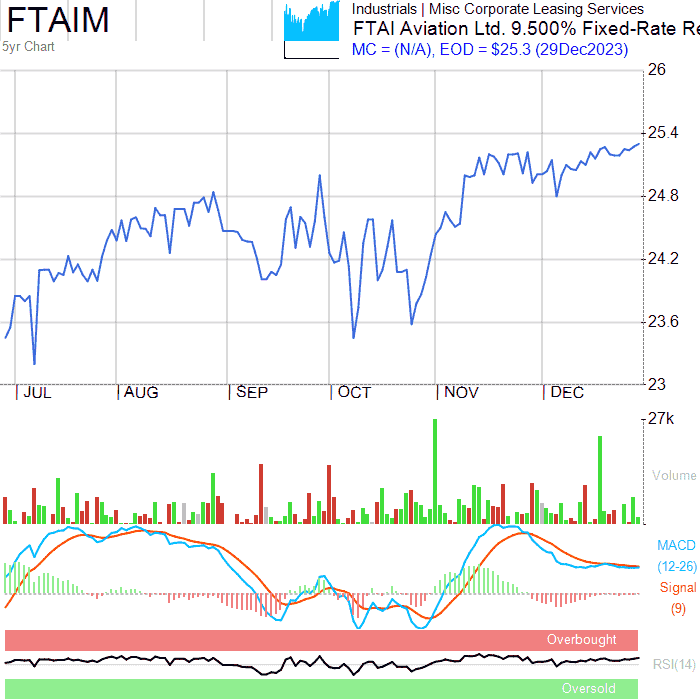 FTAIM
5yr Chart
Industrials | Misc Corporate Leasing Services
FTAI Aviation Ltd. 9.500% Fixed-Rate Re
MC = (N/A), EOD = $25.3 (29Dec2023)
26
25.4
24.8
24.2
23.6
23
JUL
AUG
SEP
OCT
NOV
DEC
27k
Volume
MACD
(12-26)
Signal
(9)
Overbought
RSI(14)
Oversold